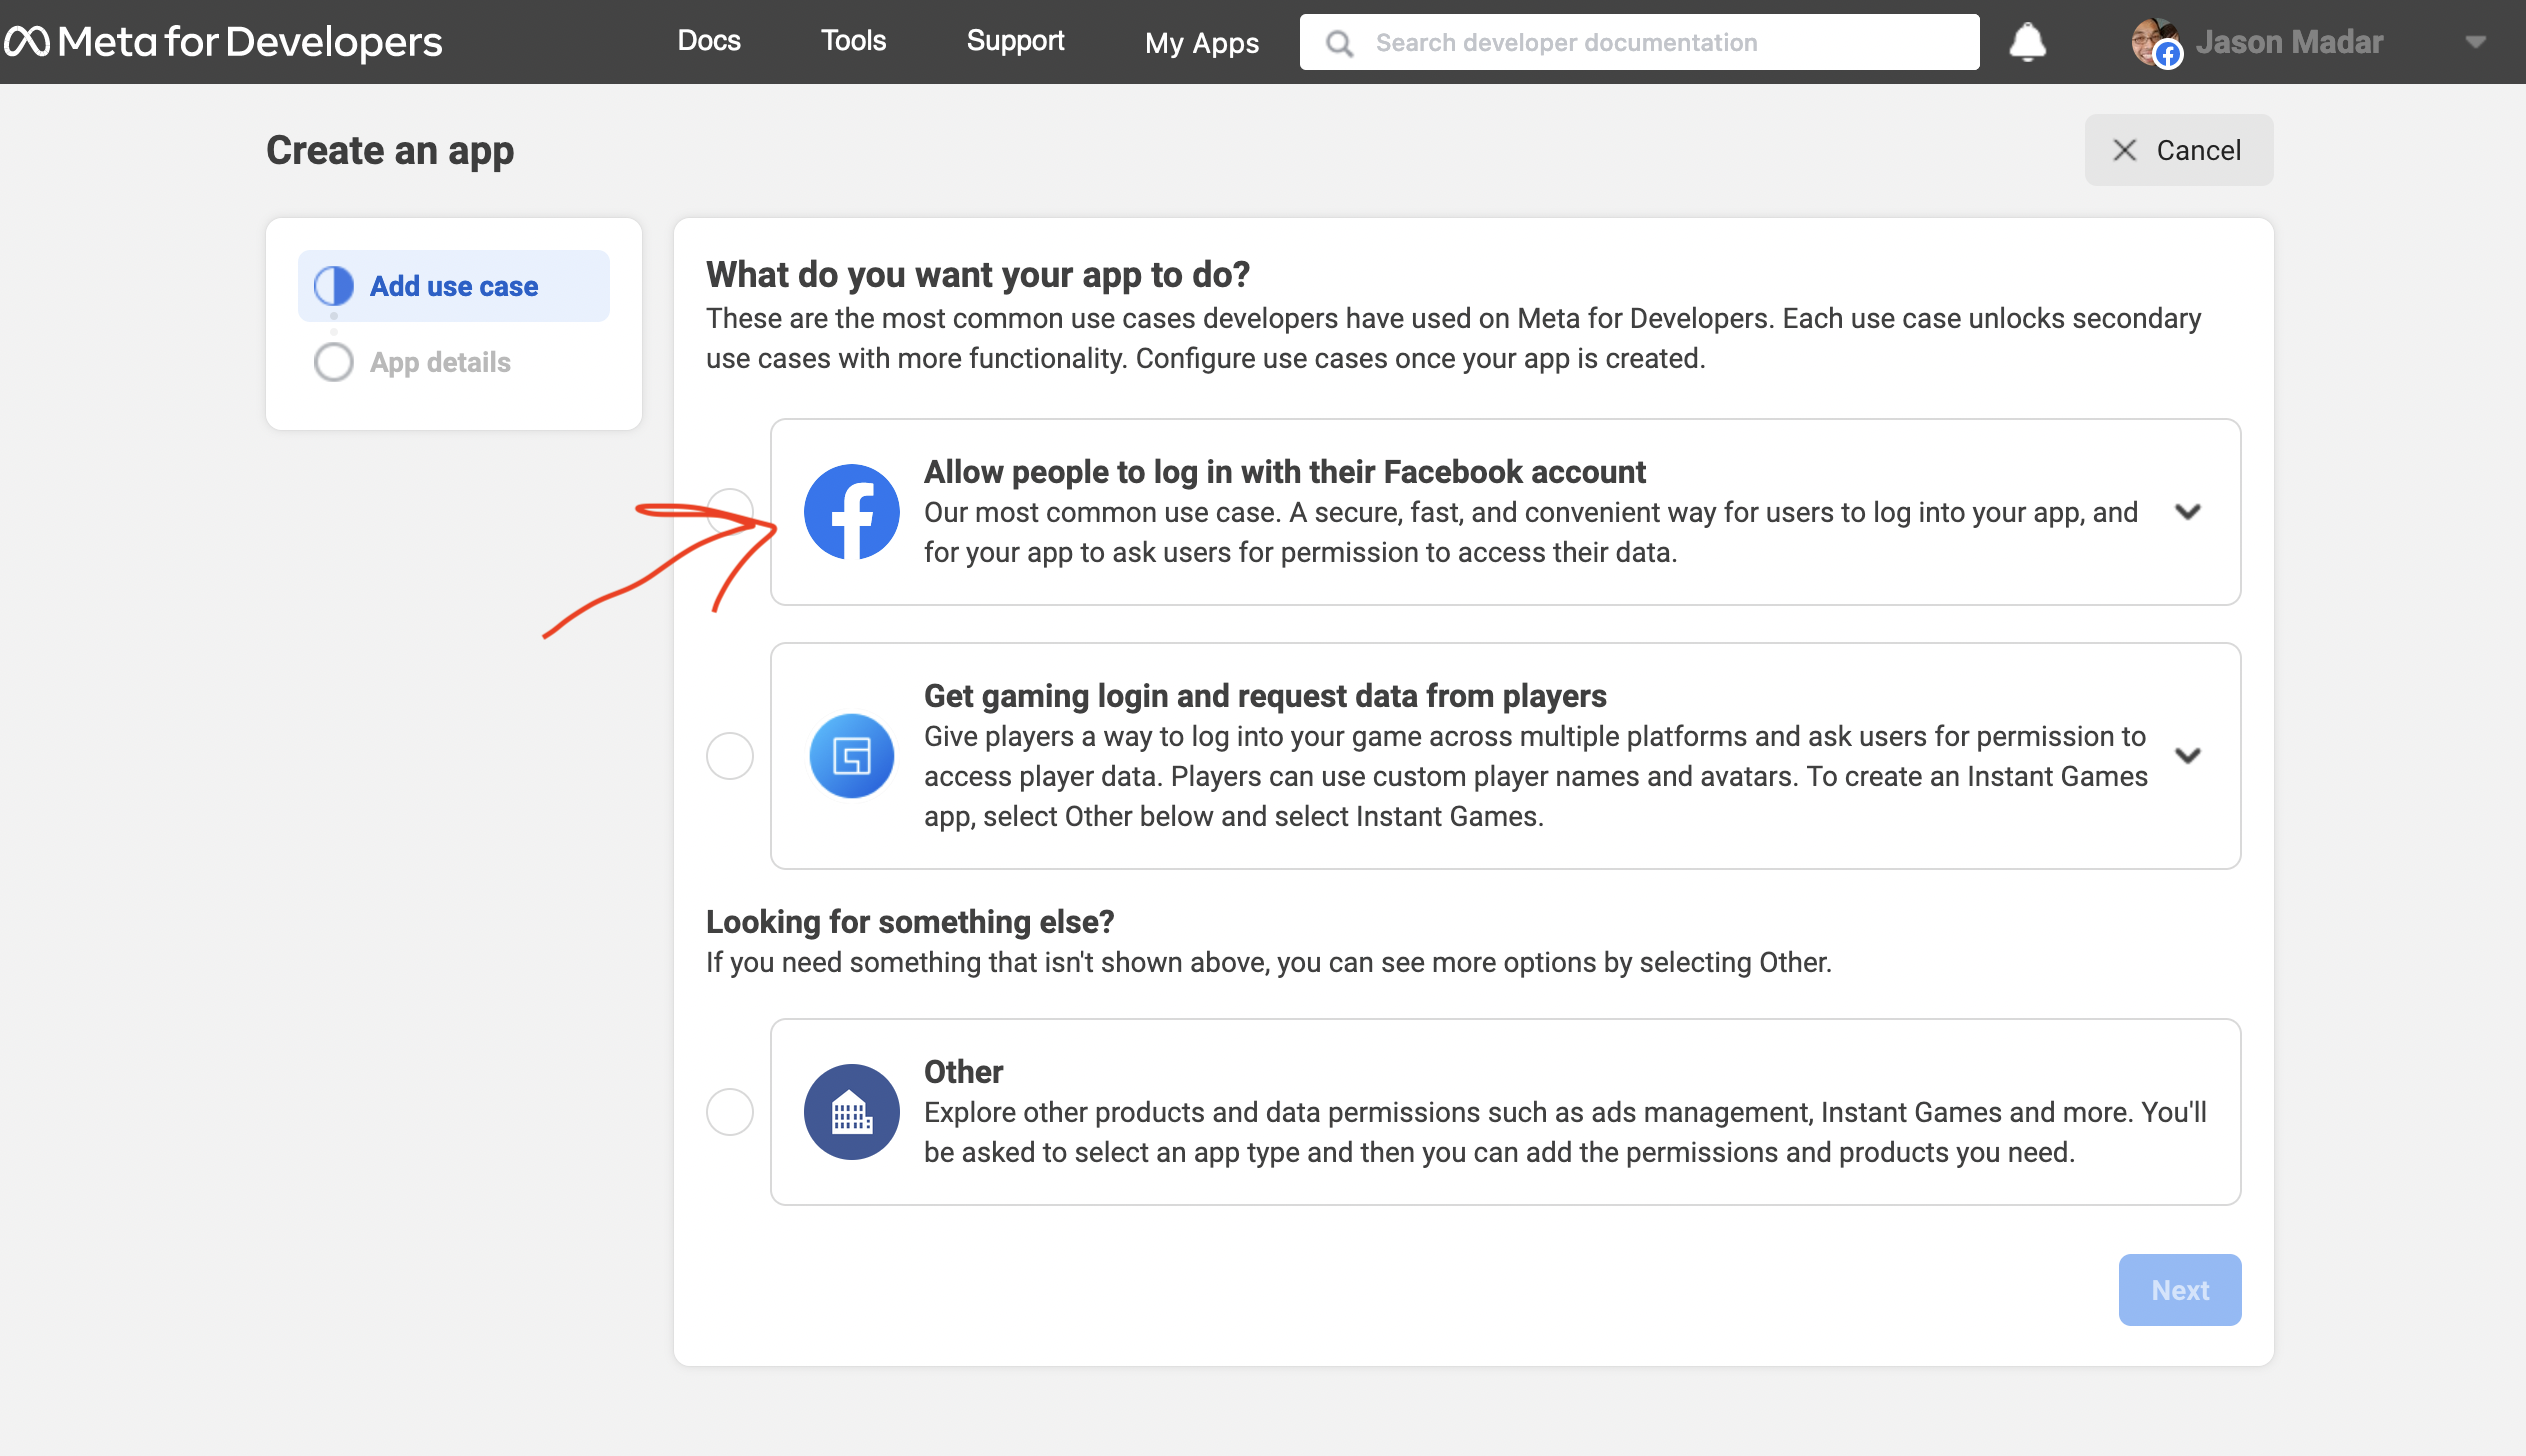 Meta for Developers
Docs
Tools
Support
My Apps
Search developer documentation
Jason Madar
Create an app
Cancel
Add use case
App details
What do you want your app to do?
These are the most common use cases developers have used on Meta for Developers. Each use case unlocks secondary
use cases with more functionality. Configure use cases once your app is created.
Allow people to log in with their Facebook account
Our most common use case. A secure, fast, and convenient way for users to log into your app, and
for your app to ask users for permission to access their data.
Get gaming login and request data from players
Give players a way to log into your game across multiple platforms and ask users for permission to
access player data. Players can use custom player names and avatars. To create an Instant Games
app, select Other below and select Instant Games.
Looking for something else?
If you need something that isn't shown above, you can see more options by selecting Other.
Other
Explore other products and data permissions such as ads management, Instant Games and more. You'll
be asked to select an app type and then you can add the permissions and products you need.
Next